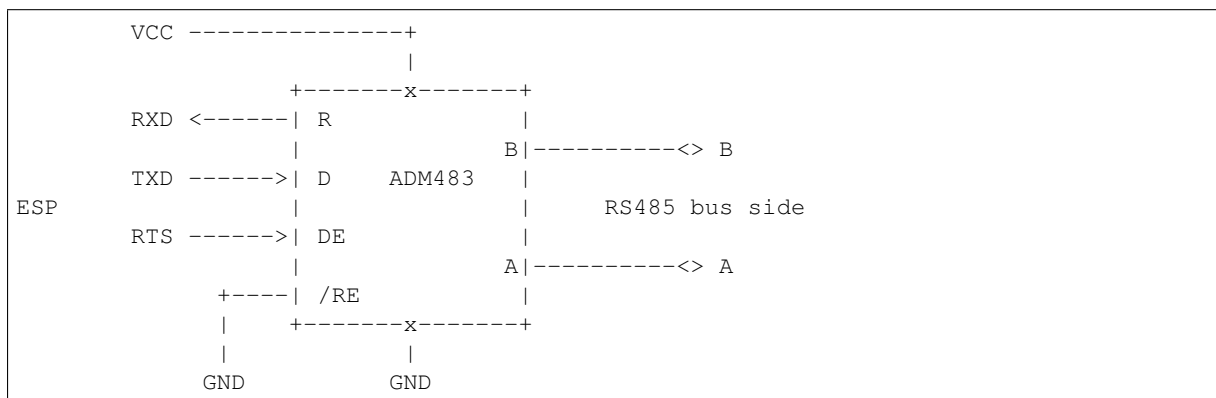 VCC ---------------+
|
+-------x-------+
RXD <------| R |
| B|----------<> B
TXD ------>| D ADM483 |
ESP | | RS485 bus side
RTS ------>| DE |
| A|----------<> A
+----| /RE |
| +-------x-------+
| |
GND GND